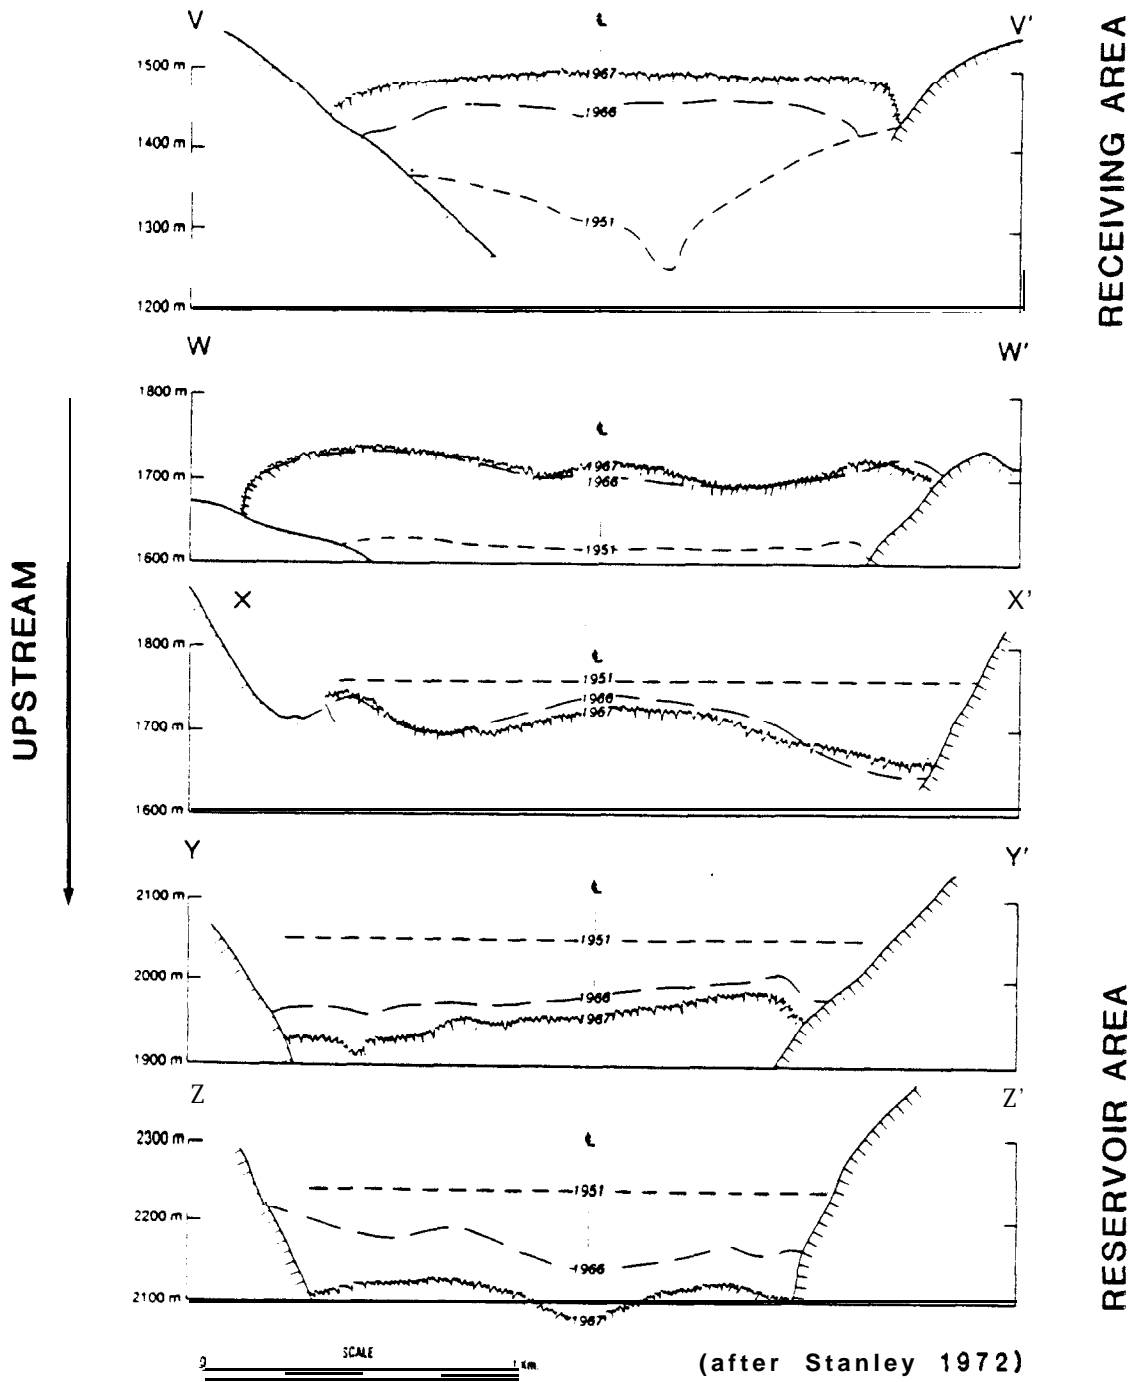 V
℄
V'
1500 m
1967
1966
1400 m
1300 m
1951
1200 m
RECEIVING AREA
W
W'
1800 m
℄
1700 m
1967
1966
1600 m
1951
UPSTREAM
X
X'
1800 m
℄
1951
1966
1700 m
1967
1600 m
Y
Y'
2100 m
℄
1951
2000 m
1966
1967
1900 m
RESERVOIR AREA
Z
Z'
2300 m
℄
1951
2200 m
1966
2100 m
1967
SCALE
0 1 Km.
(after Stanley 1972)